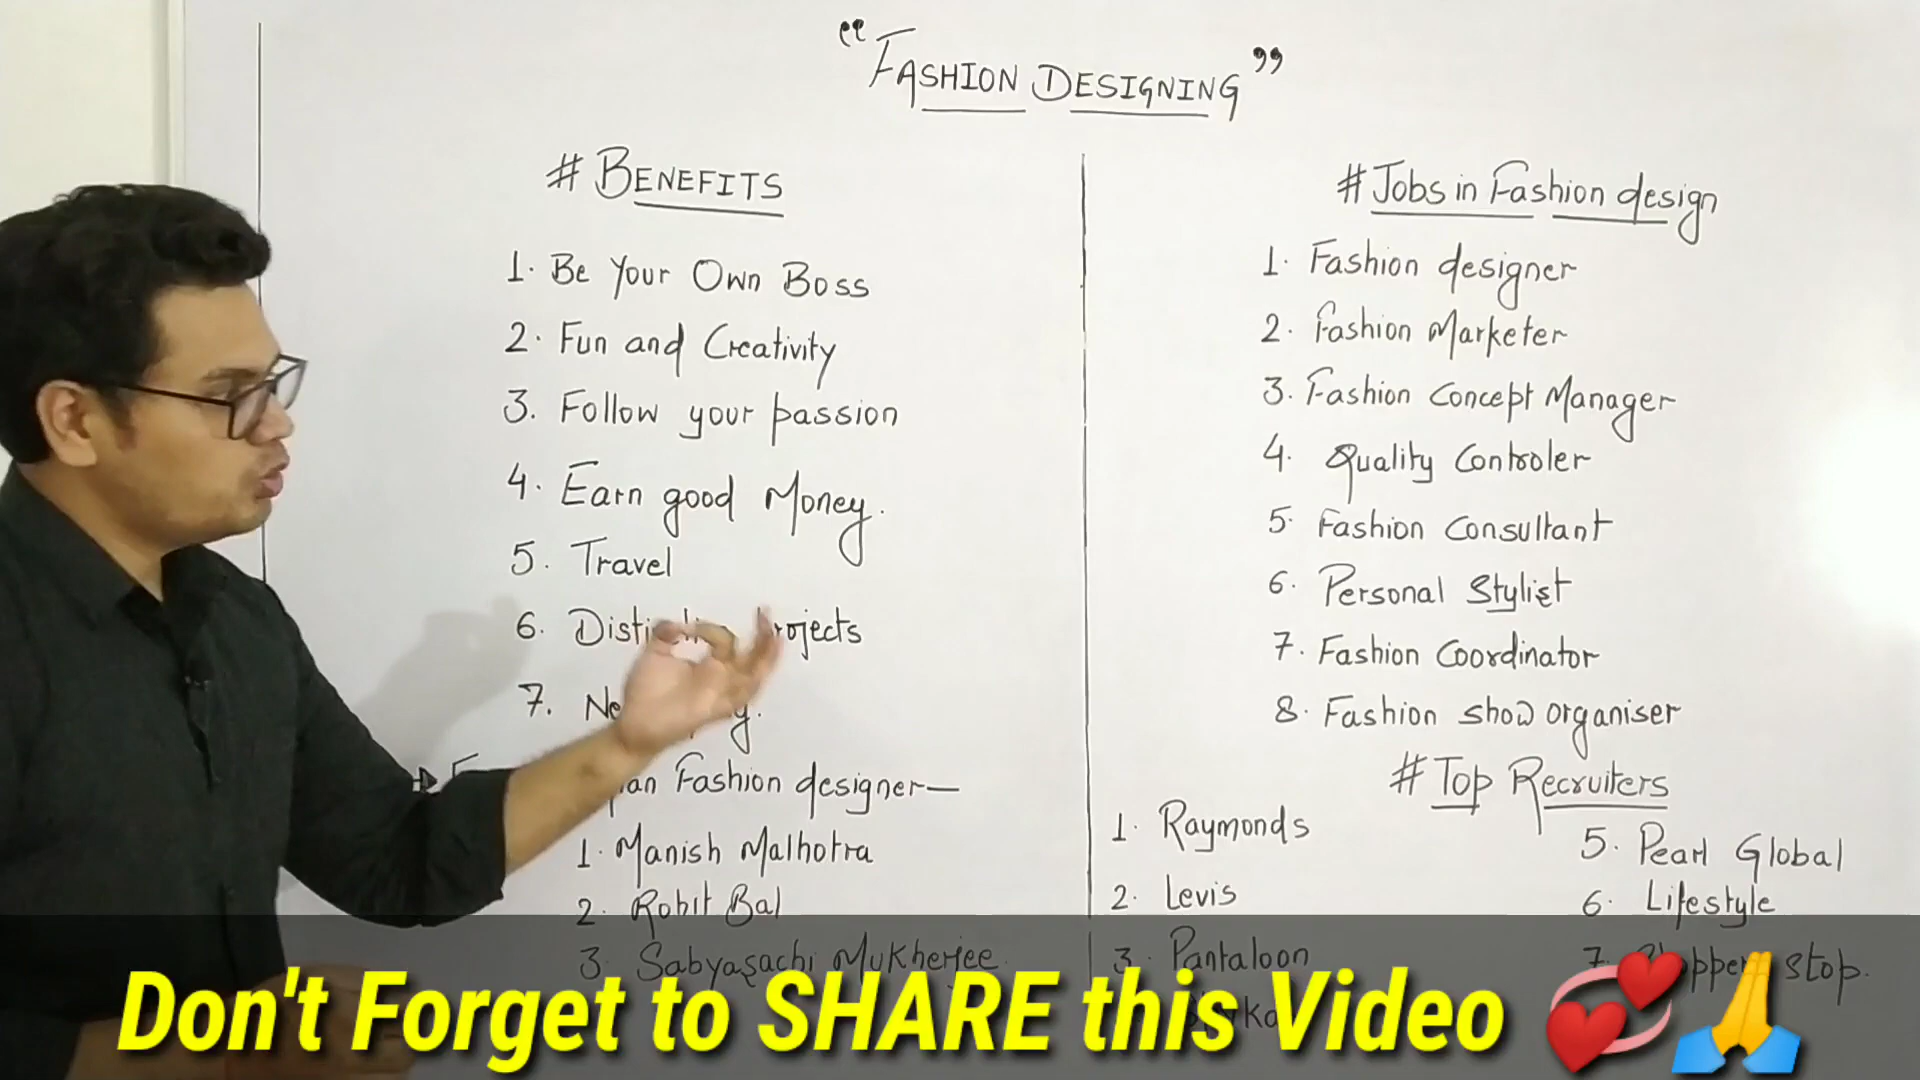 “FASHION DESIGNING”
# BENEFITS
1. Be Your Own Boss
2. Fun and Creativity
3. Follow your passion
4. Earn good Money.
5. Travel
6.
7.
Fashion designer—
1. Manish Malhotra
2. Rohit Bal
3. Sabyasachi Mukherjee
# Jobs in Fashion design
1. Fashion designer
2. Fashion Marketer
3. Fashion Concept Manager
4. Quality Controler
5. Fashion Consultant
6. Personal Stylist
7. Fashion Coordinator
8. Fashion show organiser
# Top Recruiters
1. Raymonds
2. Levis
3. Pantaloon
5. Pearl Global
6. Lifestyle
7. stop.
Don't Forget to SHARE this Video 💞🙏